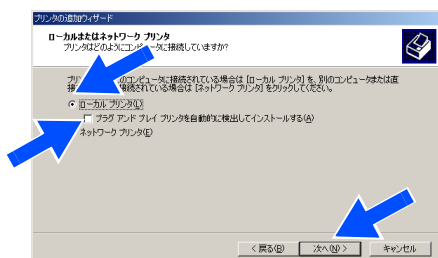 プリンタの追加ウィザード
ローカルまたはネットワーク プリンタ
プリンタはどのようにコンピュータに接続していますか?
プリ のコンピュータに接続されている場合は [ローカル プリンタ] を、別のコンピュータまたは直
接 接続されている場合は [ネットワーク プリンタ] をクリックしてください。
ローカル プリンタ(L)
プラグ アンド プレイ プリンタを自動的に検出してインストールする(A)
ネットワーク プリンタ(E)
< 戻る(B)
次へ(N) >
キャンセル